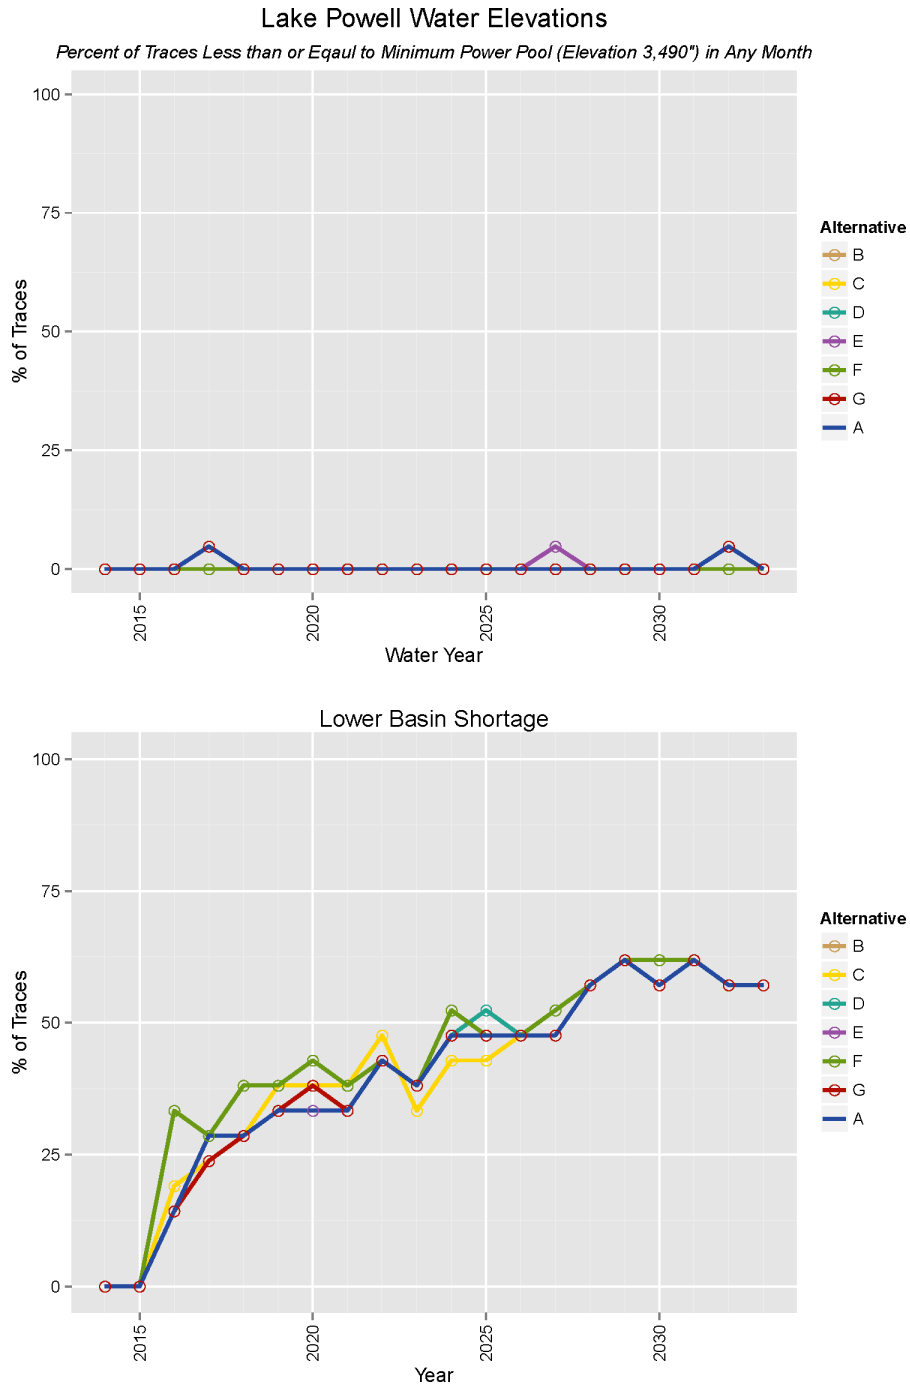 Lake Powell Water Elevations
Percent of Traces Less than or Eqaul to Minimum Power Pool (Elevation 3,490") in Any Month
100
75
50
25
0
% of Traces
2015
2020
2025
2030
Water Year
Alternative
B
C
D
E
F
G
A
Lower Basin Shortage
100
75
50
25
0
% of Traces
2015
2020
2025
2030
Year
Alternative
B
C
D
E
F
G
A